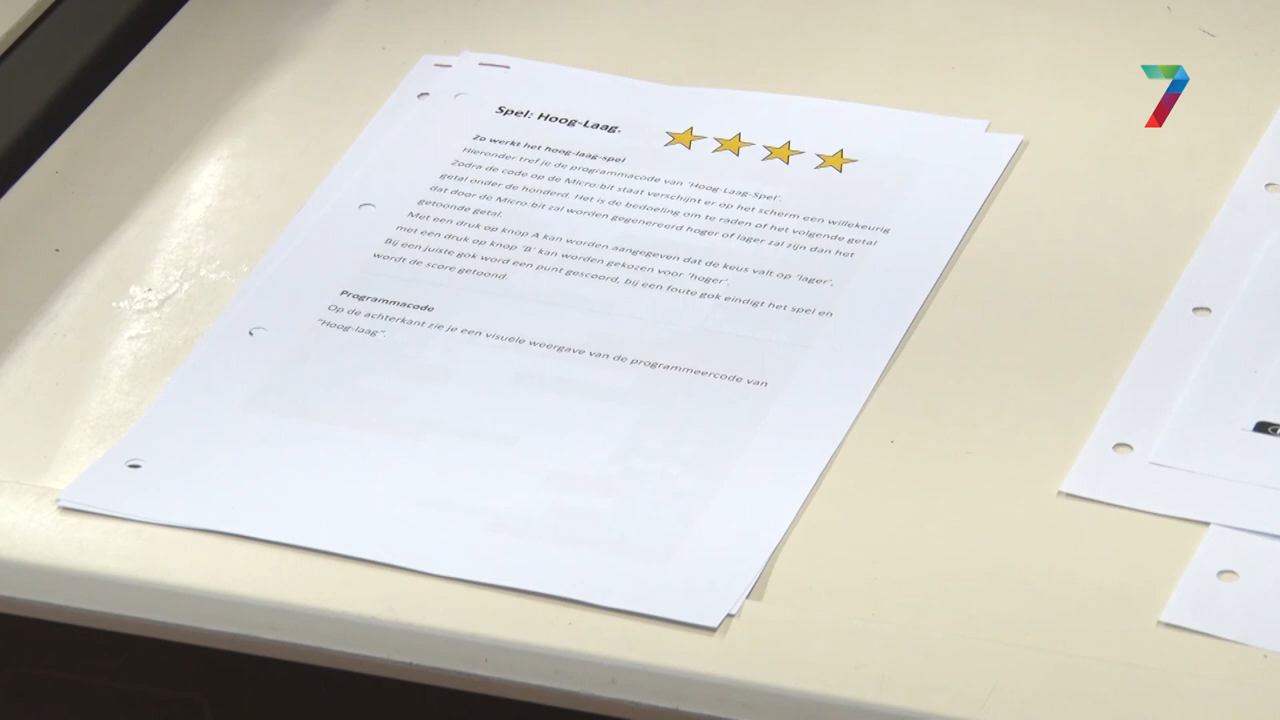 Spel: Hoog-Laag.
Zo werkt het hoog-laag-spel
Hieronder tref je de programmacode van 'Hoog-Laag-Spel'.
Zodra de code op de Micro:bit staat verschijnt er op het scherm een willekeurig
getal onder de honderd. Het is de bedoeling om te raden of het volgende getal
dat door de Micro:bit zal worden gegenereerd hoger of lager zal zijn dan het
getoonde getal.
Met een druk op knop A kan worden aangegeven dat de keus valt op 'lager',
met een druk op knop 'B' kan worden gekozen voor 'hoger'.
Bij een juiste gok word een punt gescoord, bij een foute gok eindigt het spel en
wordt de score getoond.
Programmacode
Op de achterkant zie je een visuele weergave van de programmeercode van
"Hoog-laag".
7